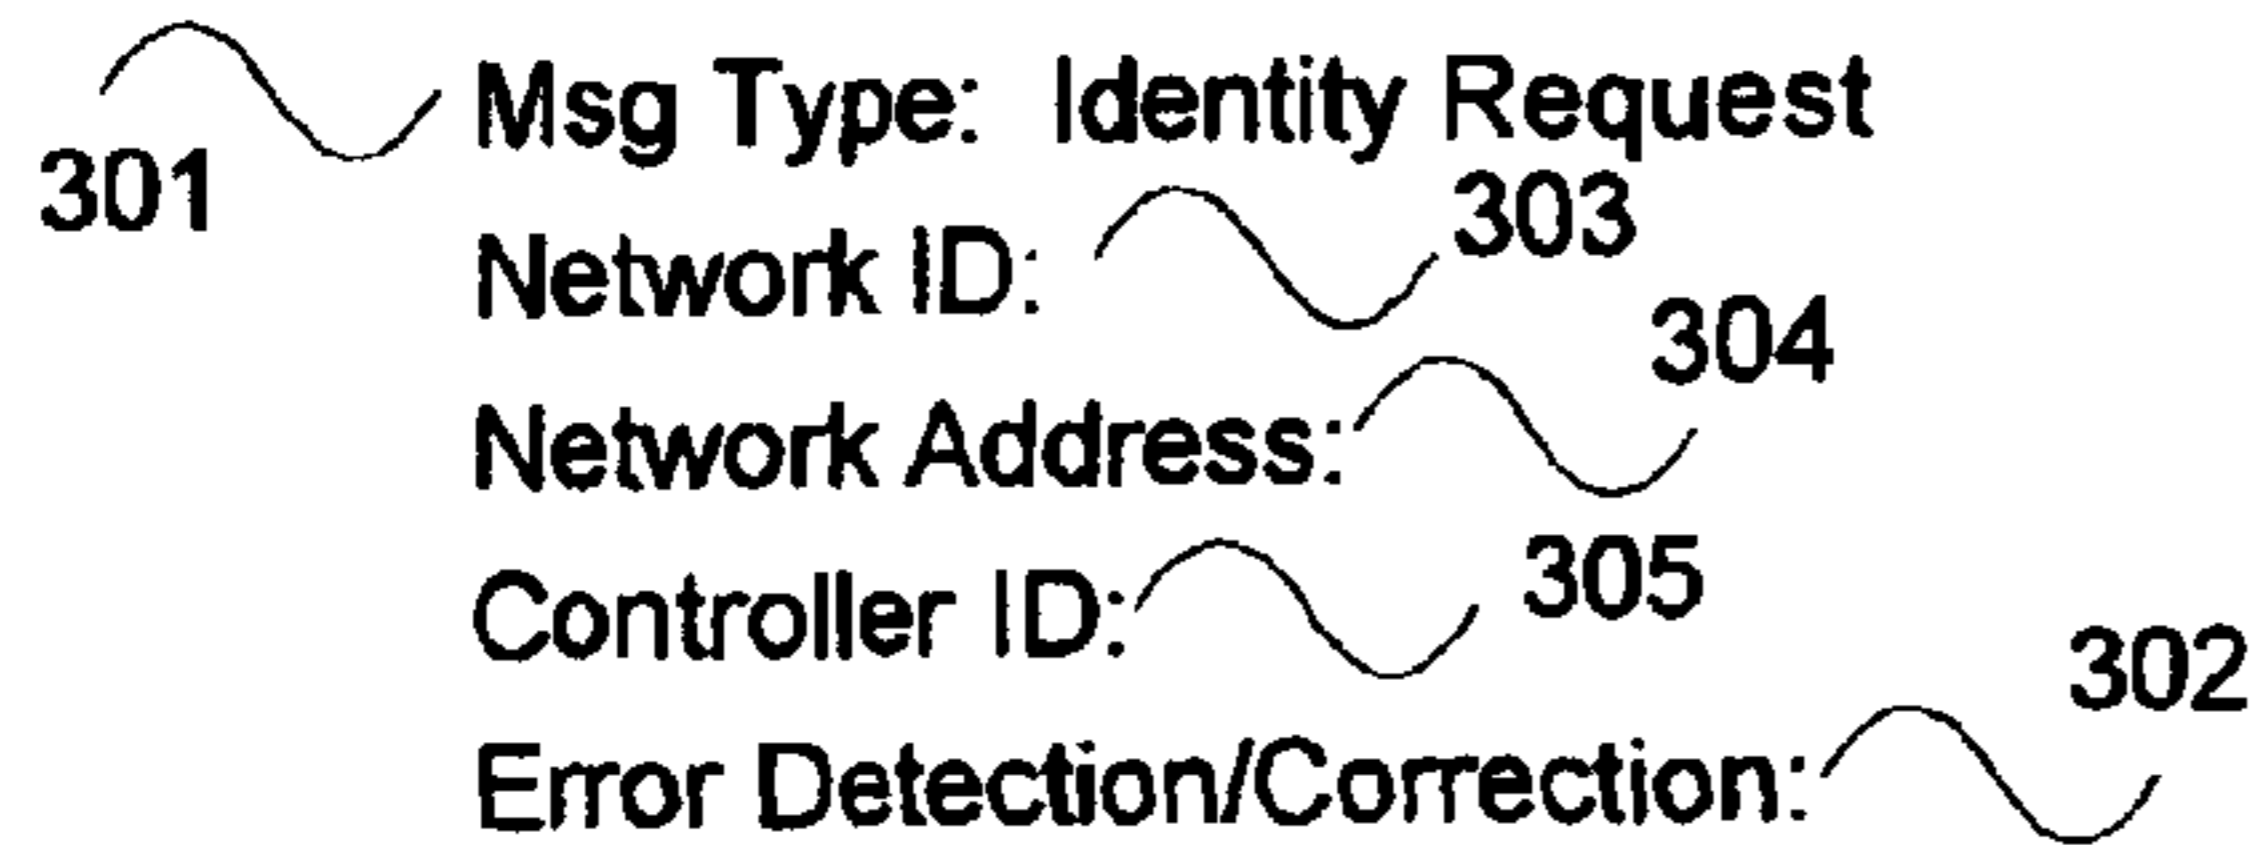 301 Msg Type: Identity Request
Network ID: 303
Network Address: 304
Controller ID: 305
Error Detection/Correction: 302